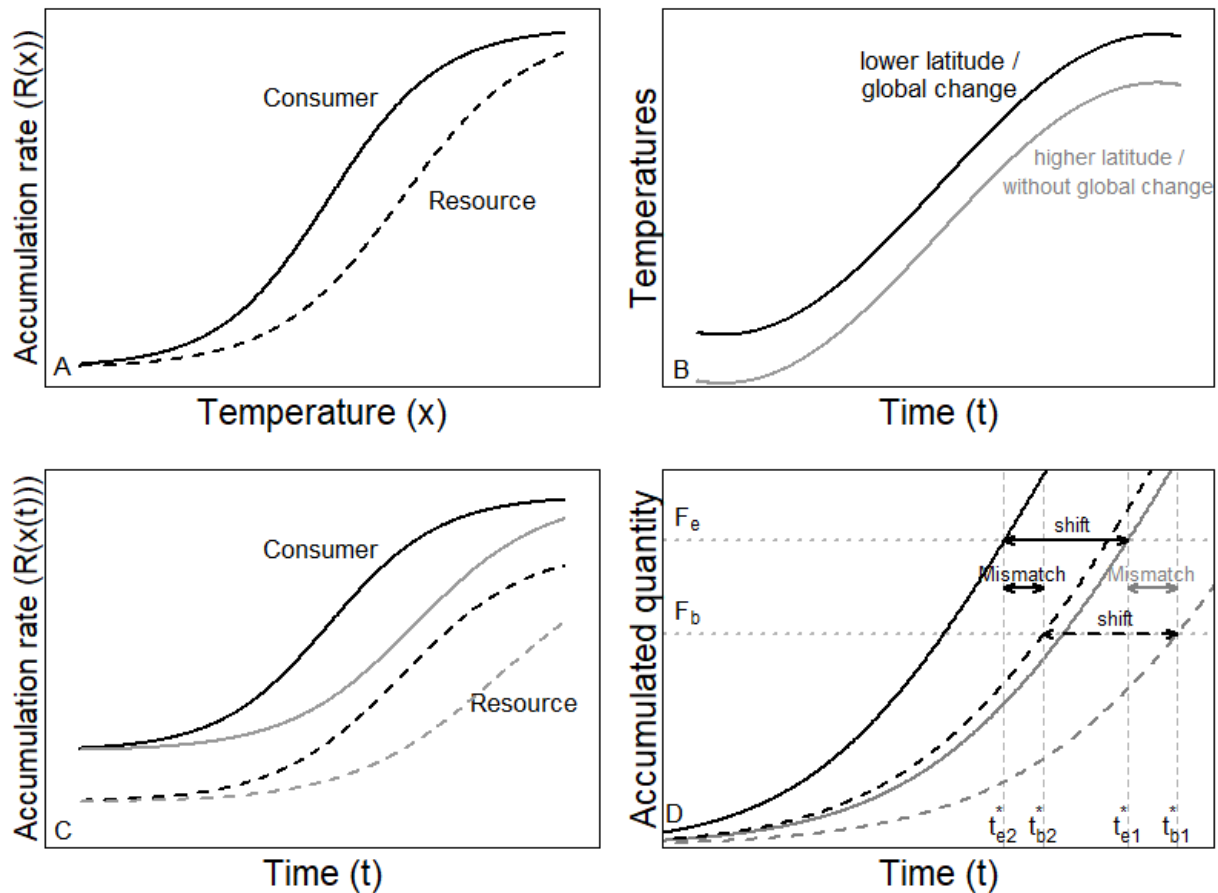 Accumulation rate (R(x))
Consumer
Resource
A
Temperature (x)
Temperatures
lower latitude /
global change
higher latitude /
without global change
B
Time (t)
Accumulation rate (R(x(t)))
Consumer
Resource
C
Time (t)
Accumulated quantity
Fe
shift
Mismatch
Mismatch
Fb
shift
D
t*e2
t*b2
t*e1
t*b1
Time (t)